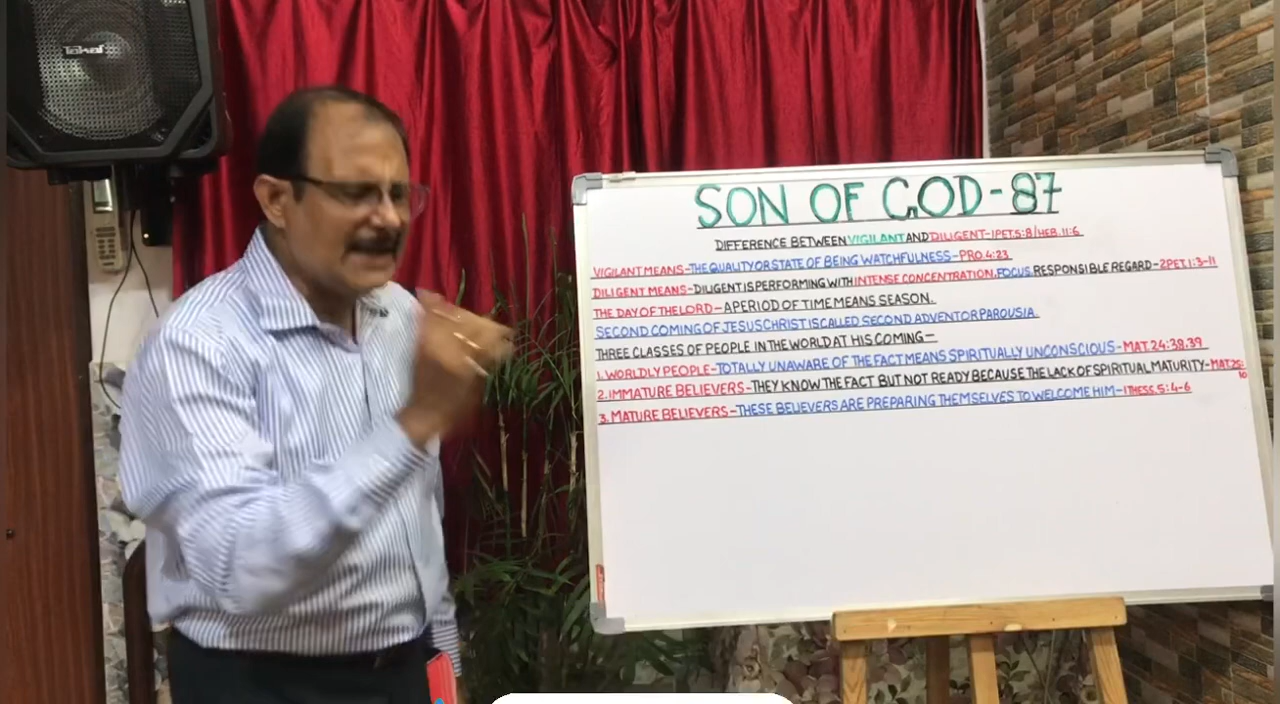 Tokai
SON OF GOD-87
DIFFERENCE BETWEEN VIGILANT AND DILIGENT-1PET.5:8/HEB.11:6
VIGILANT MEANS-THE QUALITY OR STATE OF BEING WATCHFULNESS-PRO.4:23
DILIGENT MEANS-DILIGENT IS PERFORMING WITH INTENSE CONCENTRATION, FOCUS, RESPONSIBLE REGARD-2PET.1:3-11
THE DAY OF THE LORD-A PERIOD OF TIME MEANS SEASON.
SECOND COMING OF JESUS CHRIST IS CALLED SECOND ADVENT OR PAROUSIA.
THREE CLASSES OF PEOPLE IN THE WORLD AT HIS COMING-
1. WORLDLY PEOPLE-TOTALLY UNAWARE OF THE FACT MEANS SPIRITUALLY UNCONSCIOUS-MAT.24:38,39
2. IMMATURE BELIEVERS-THEY KNOW THE FACT BUT NOT READY BECAUSE THE LACK OF SPIRITUAL MATURITY-MAT.25:
10
3. MATURE BELIEVERS-THESE BELIEVERS ARE PREPARING THEMSELVES TO WELCOME HIM-1THESS.5:4-6